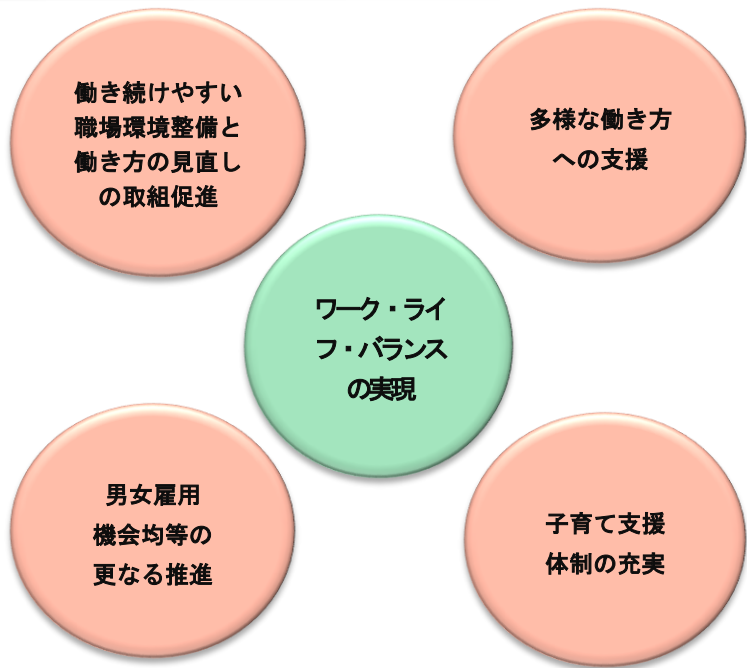 働き続けやすい
職場環境整備と
働き方の見直し
の取組促進
多様な働き方
への支援
ワーク・ライ
フ・バランス
の実現
男女雇用
機会均等の
更なる推進
子育て支援
体制の充実